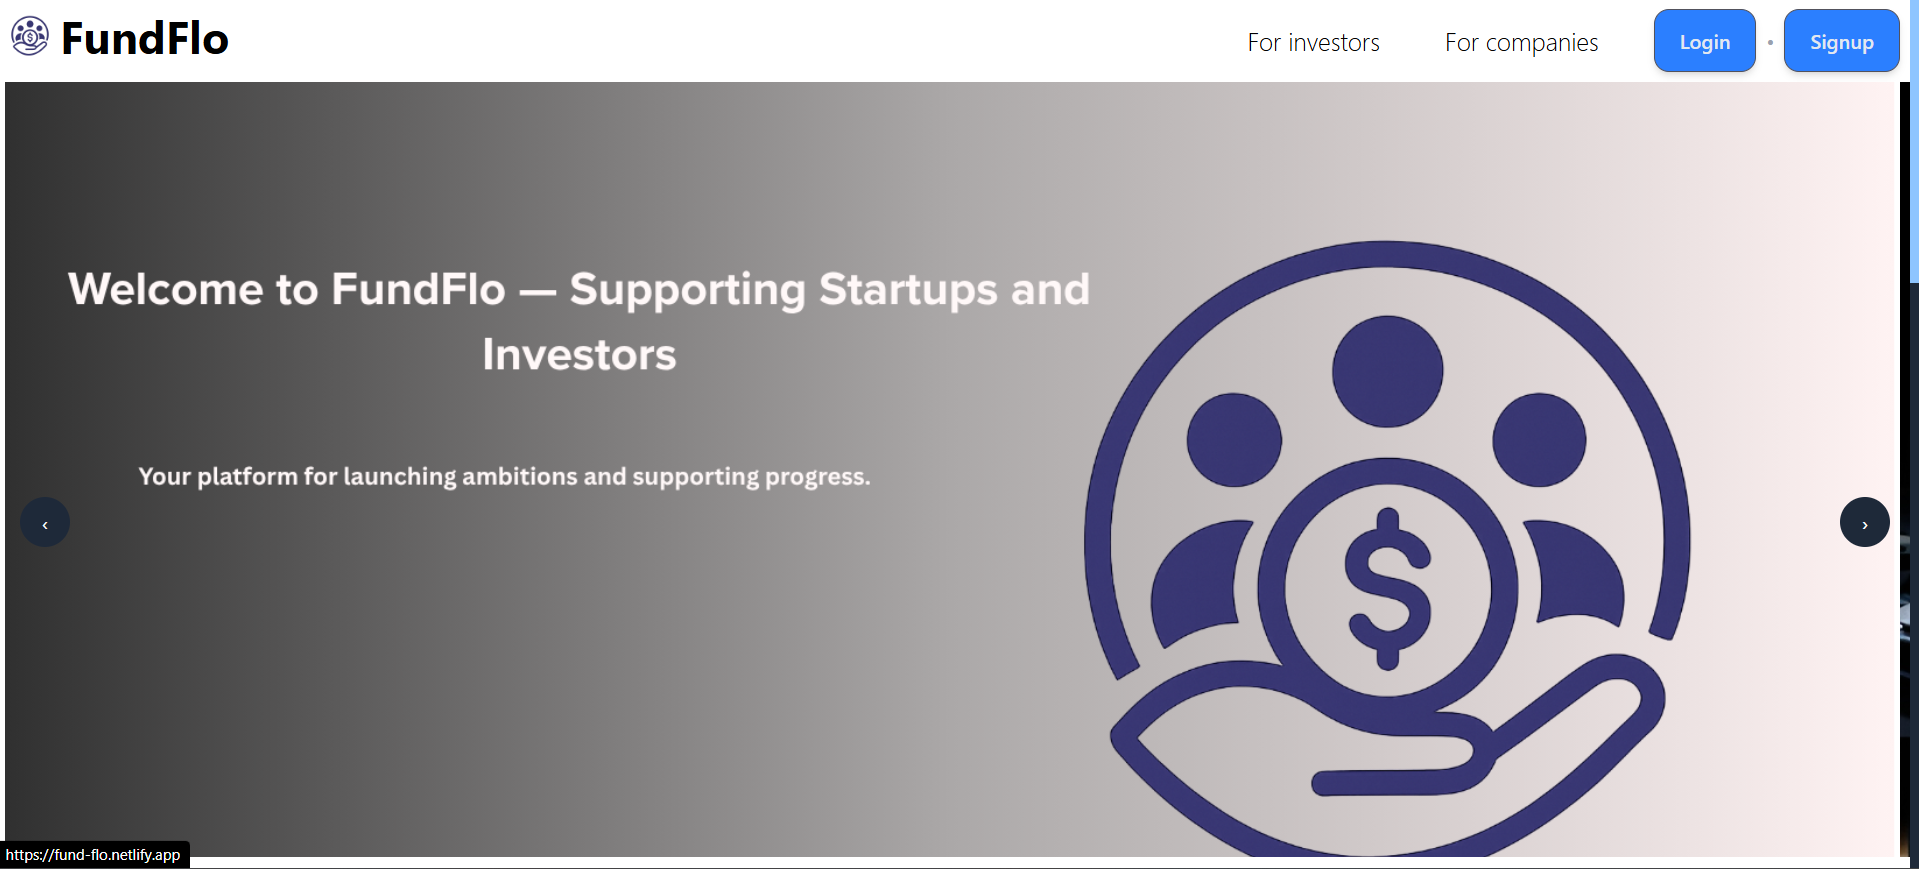 FundFlo
For investors
For companies
Login
•
Signup
Welcome to FundFlo — Supporting Startups and
Investors
Your platform for launching ambitions and supporting progress.
‹
$
›
https://fund-flo.netlify.app